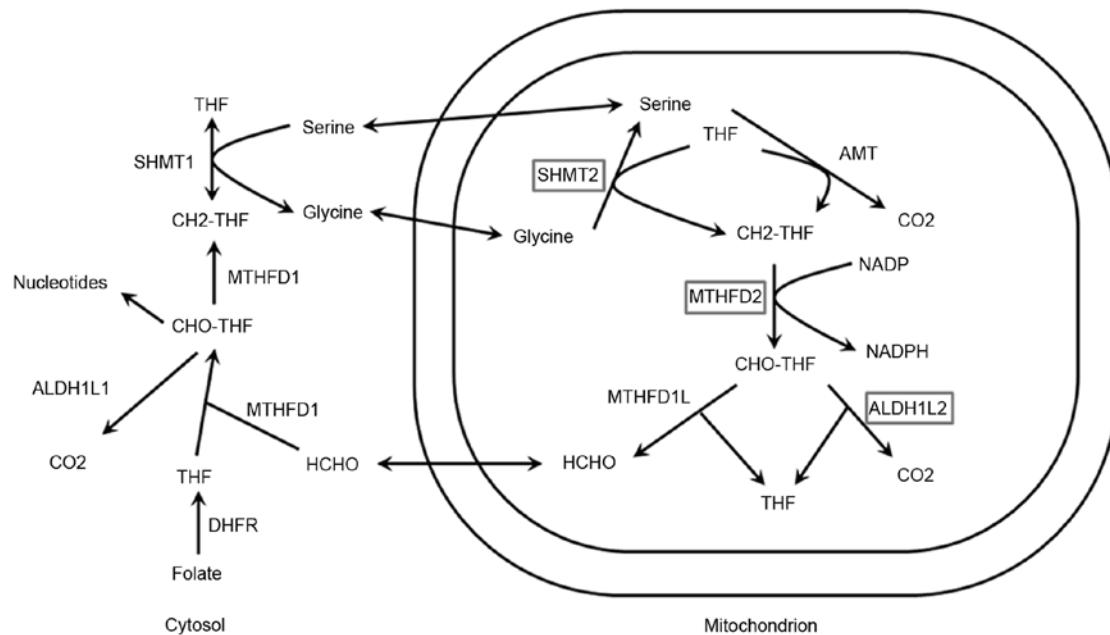 THF
Serine
SHMT1
CH2-THF
Glycine
MTHFD1
Nucleotides
CHO-THF
ALDH1L1
MTHFD1
CO2
THF
HCHO
DHFR
Folate
Cytosol
Serine
THF
SHMT2
AMT
Glycine
CH2-THF
CO2
NADP
MTHFD2
NADPH
CHO-THF
MTHFD1L
ALDH1L2
HCHO
CO2
THF
Mitochondrion